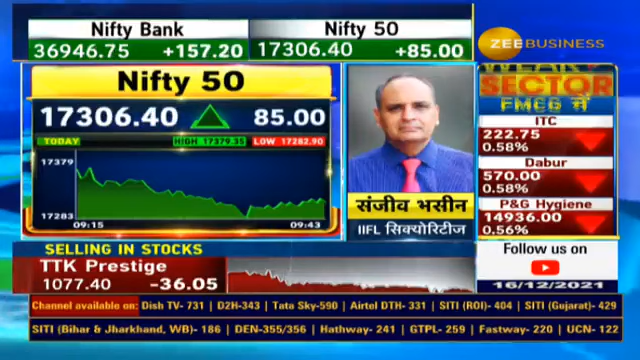 Nifty Bank
36946.75 +157.20
Nifty 50
17306.40 +85.00
ZEE BUSINESS
Nifty 50
17306.40 85.00
TODAY HIGH 17379.35 LOW 17282.90
17379
17283
09:15 09:43
संजीव भसीन
IIFL सिक्योरिटीज
WEAK
SECTOR
FMCG में
ITC
222.75
0.58%
Dabur
570.00
0.58%
P&G Hygiene
14936.00
0.56%
SELLING IN STOCKS
TTK Prestige
1077.40 -36.05
Follow us on
16/12/2021
Channel available on: Dish TV- 731 | D2H-343 | Tata Sky-590 | Airtel DTH- 331 | SITI (ROI)- 404 | SITI (Gujarat)- 429
SITI (Bihar & Jharkhand, WB)- 186 | DEN-355/356 | Hathway- 241 | GTPL- 259 | Fastway- 220 | UCN- 122